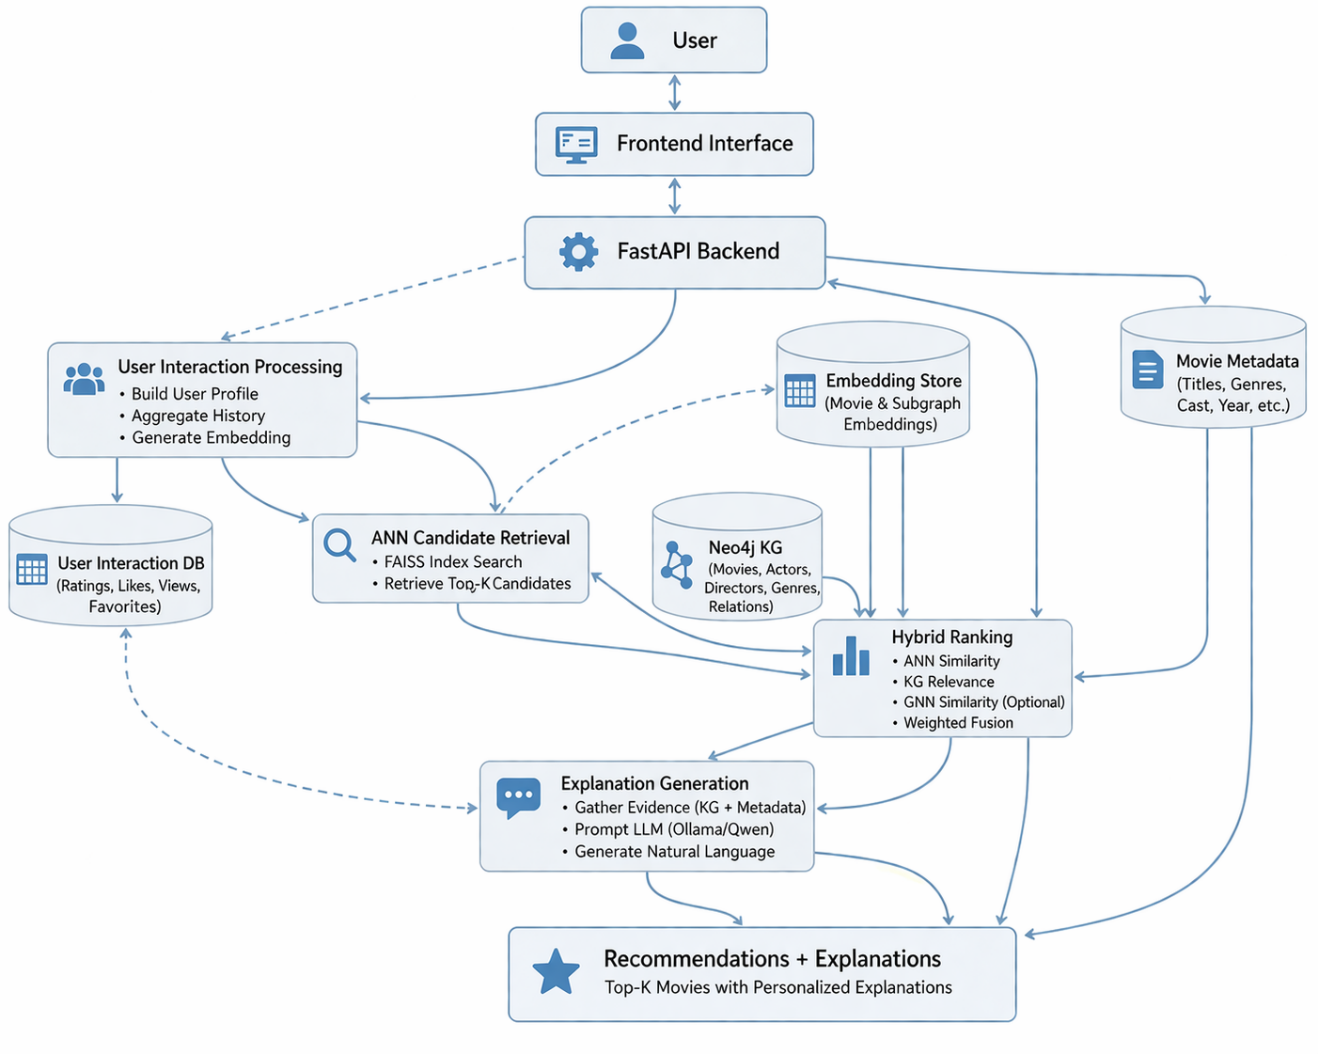 User
Frontend Interface
FastAPI Backend
User Interaction Processing
• Build User Profile
• Aggregate History
• Generate Embedding
Embedding Store
(Movie & Subgraph
Embeddings)
Movie Metadata
(Titles, Genres,
Cast, Year, etc.)
User Interaction DB
(Ratings, Likes, Views,
Favorites)
ANN Candidate Retrieval
• FAISS Index Search
• Retrieve Top-K Candidates
Neo4j KG
(Movies, Actors,
Directors, Genres,
Relations)
Hybrid Ranking
• ANN Similarity
• KG Relevance
• GNN Similarity (Optional)
• Weighted Fusion
Explanation Generation
• Gather Evidence (KG + Metadata)
• Prompt LLM (Ollama/Qwen)
• Generate Natural Language
Recommendations + Explanations
Top-K Movies with Personalized Explanations